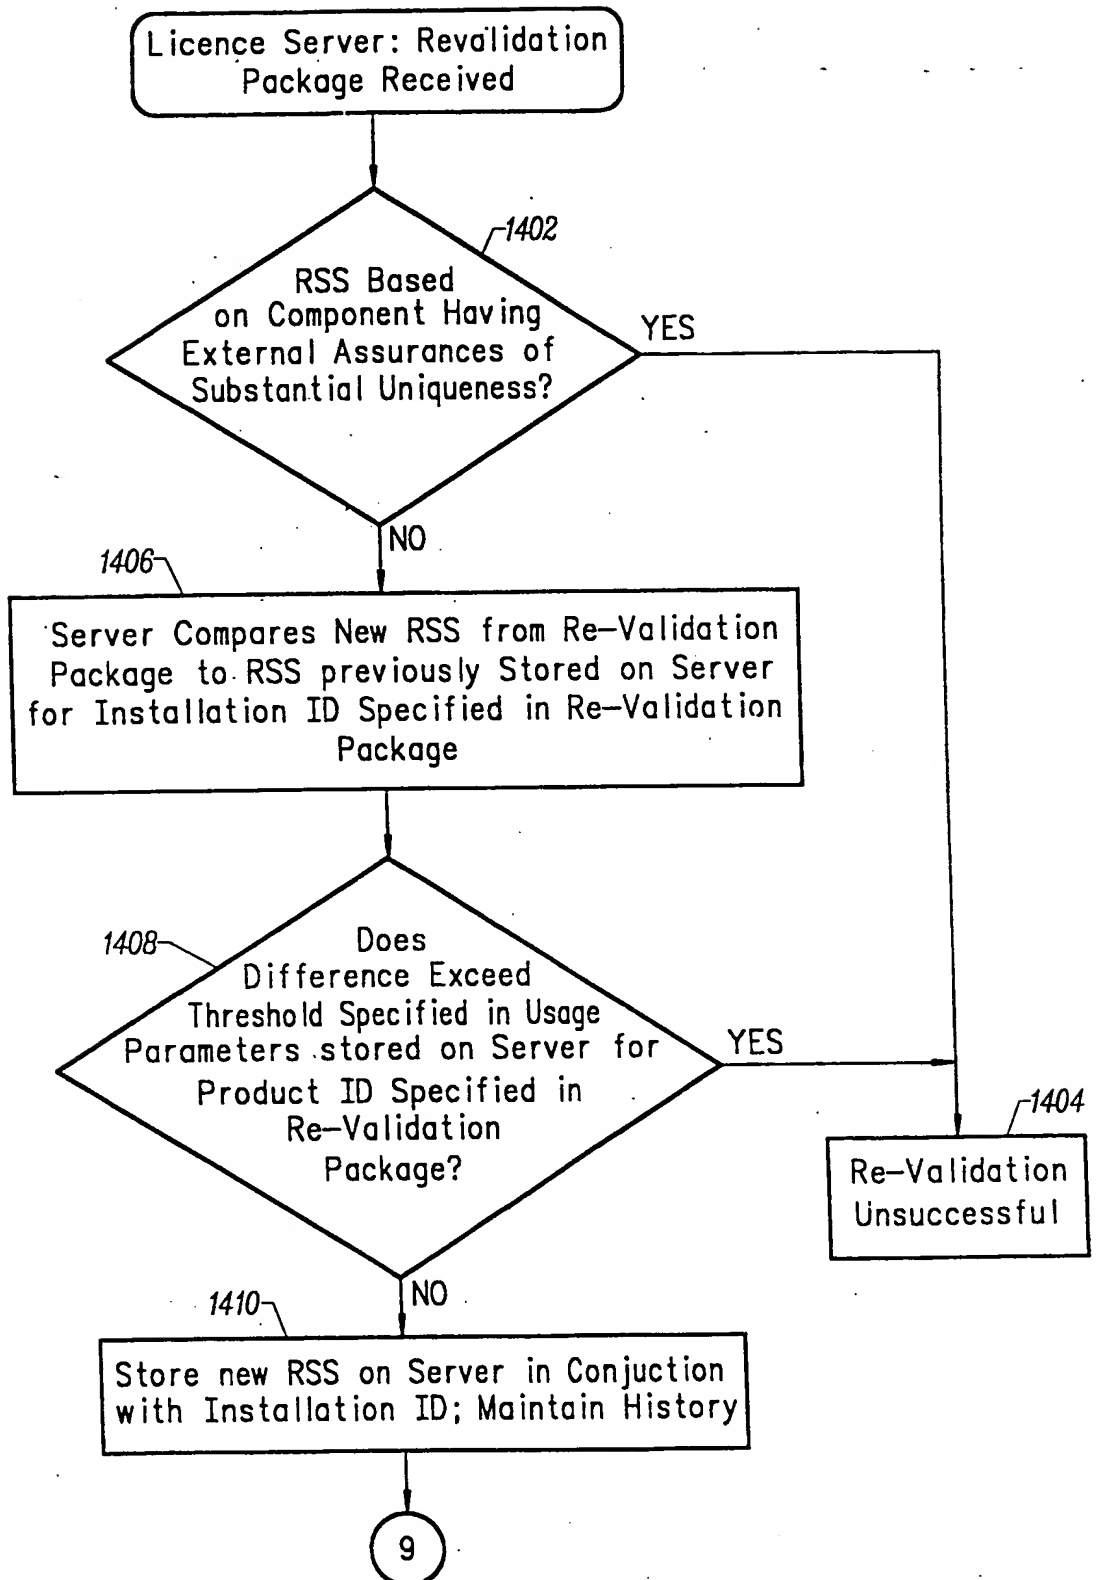 Licence Server: Revalidation
Package Received
1402
RSS Based
on Component Having
External Assurances of
Substantial Uniqueness?
YES
NO
1406
Server Compares New RSS from Re-Validation
Package to RSS previously Stored on Server
for Installation ID Specified in Re-Validation
Package
1408
Does
Difference Exceed
Threshold Specified in Usage
Parameters stored on Server for
Product ID Specified in
Re-Validation
Package?
YES
1404
Re-Validation
Unsuccessful
NO
1410
Store new RSS on Server in Conjuction
with Installation ID; Maintain History
9